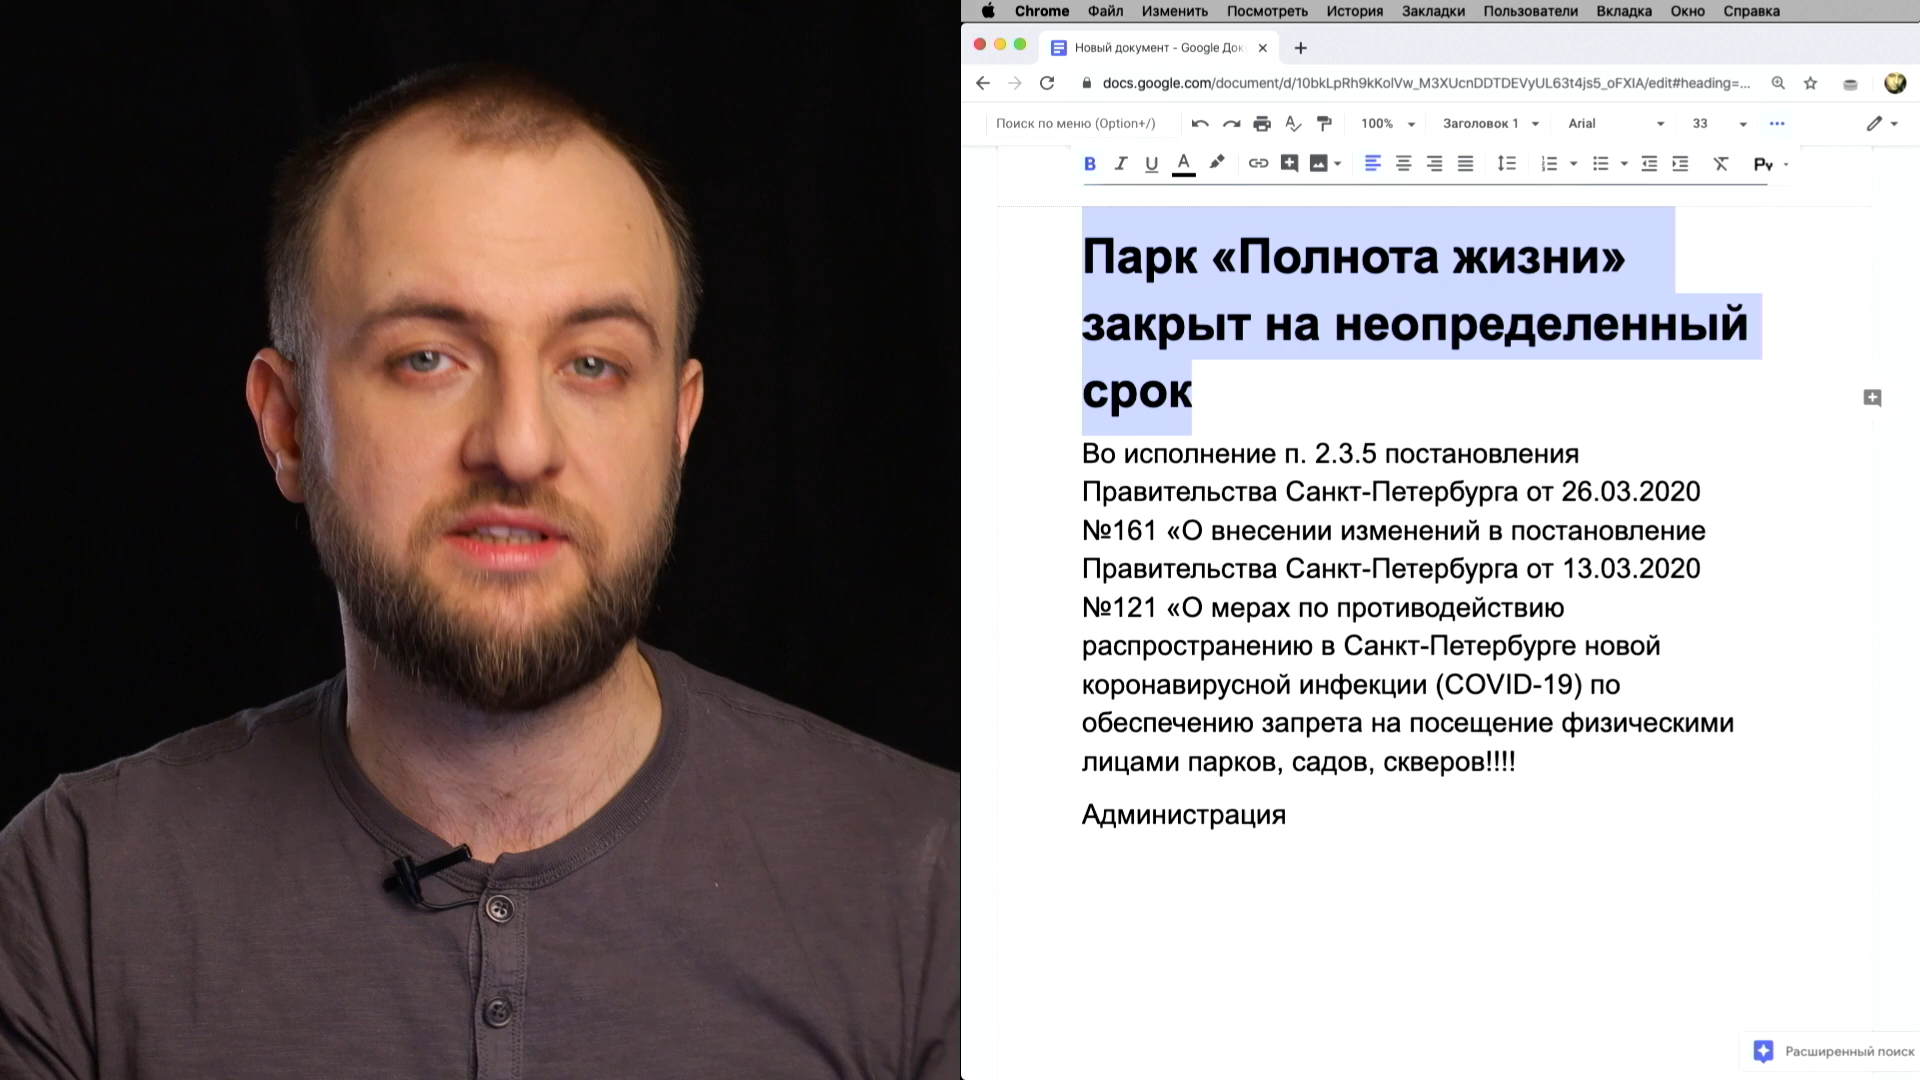 Chrome Файл Изменить Посмотреть История Закладки Пользователи Вкладка Окно Справка
Новый документ - Google Док
docs.google.com/document/d/10bkLpRh9kKolVw_M3XUcnDDTDEVyUL63t4js5_oFXIA/edit#heading=...
Поиск по меню (Option+/) 100% Заголовок 1 Arial 33
B I U A Ру
Парк «Полнота жизни»
закрыт на неопределенный
срок
Во исполнение п. 2.3.5 постановления
Правительства Санкт-Петербурга от 26.03.2020
№161 «О внесении изменений в постановление
Правительства Санкт-Петербурга от 13.03.2020
№121 «О мерах по противодействию
распространению в Санкт-Петербурге новой
коронавирусной инфекции (COVID-19) по
обеспечению запрета на посещение физическими
лицами парков, садов, скверов!!!!
Администрация
Расширенный поиск